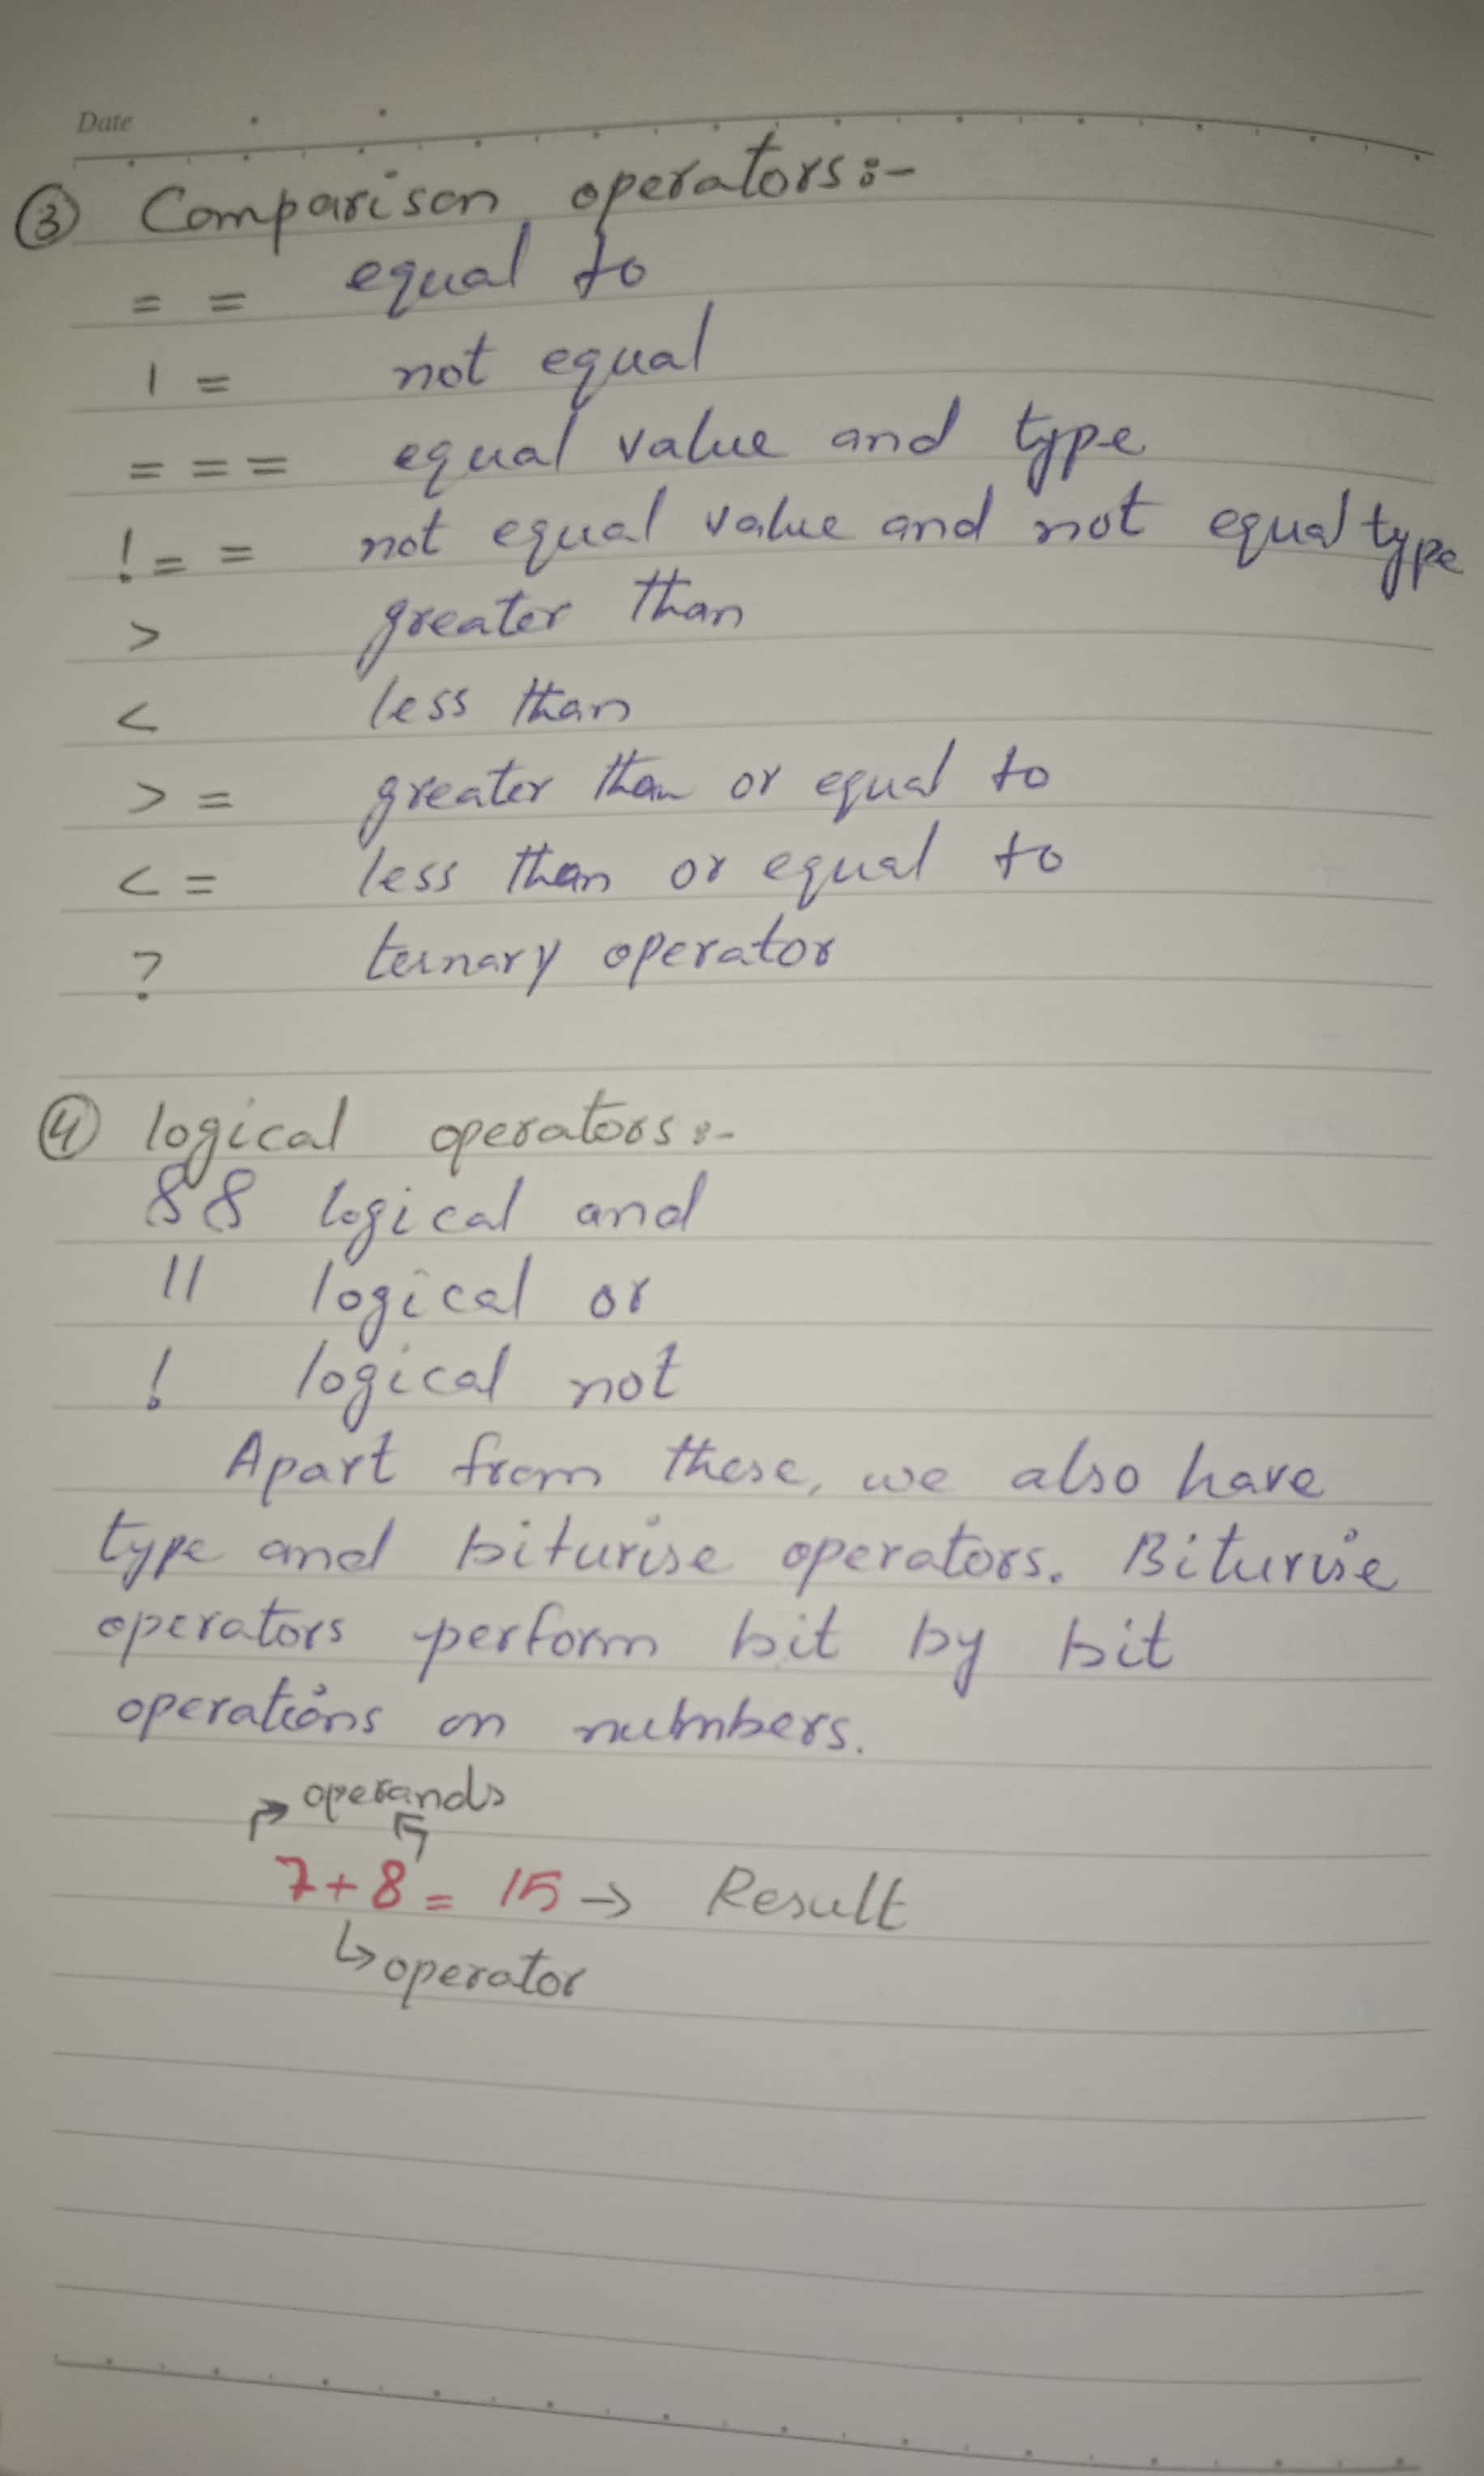 Date
③ Comparison operators:-
= = equal to
! = not equal
= = = equal value and type
! = = not equal value and not equal type
> greater than
< less than
> = greater than or equal to
< = less than or equal to
? ternary operator
④ logical operators:-
&& logical and
|| logical or
! logical not
Apart from these, we also have
type and bitwise operators. Bitwise
operators perform bit by bit
operations on numbers.
operands
7+8 = 15 → Result
↳ operator